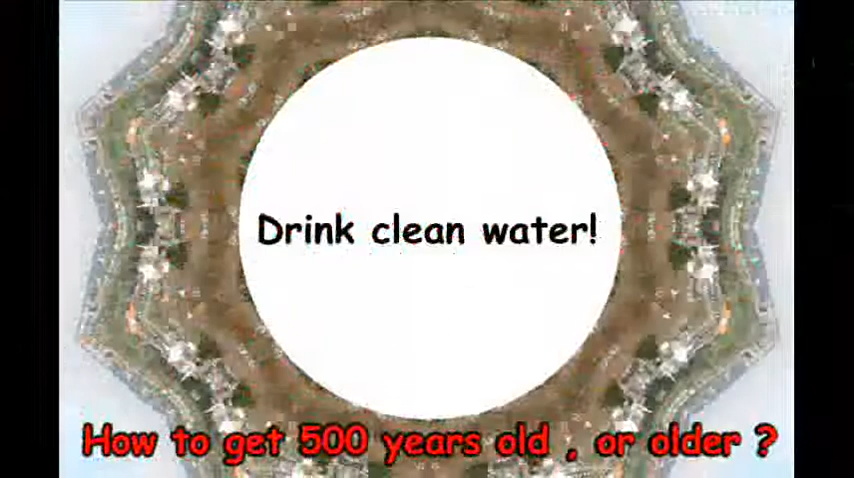 Drink clean water!
How to get 500 years old , or older ?